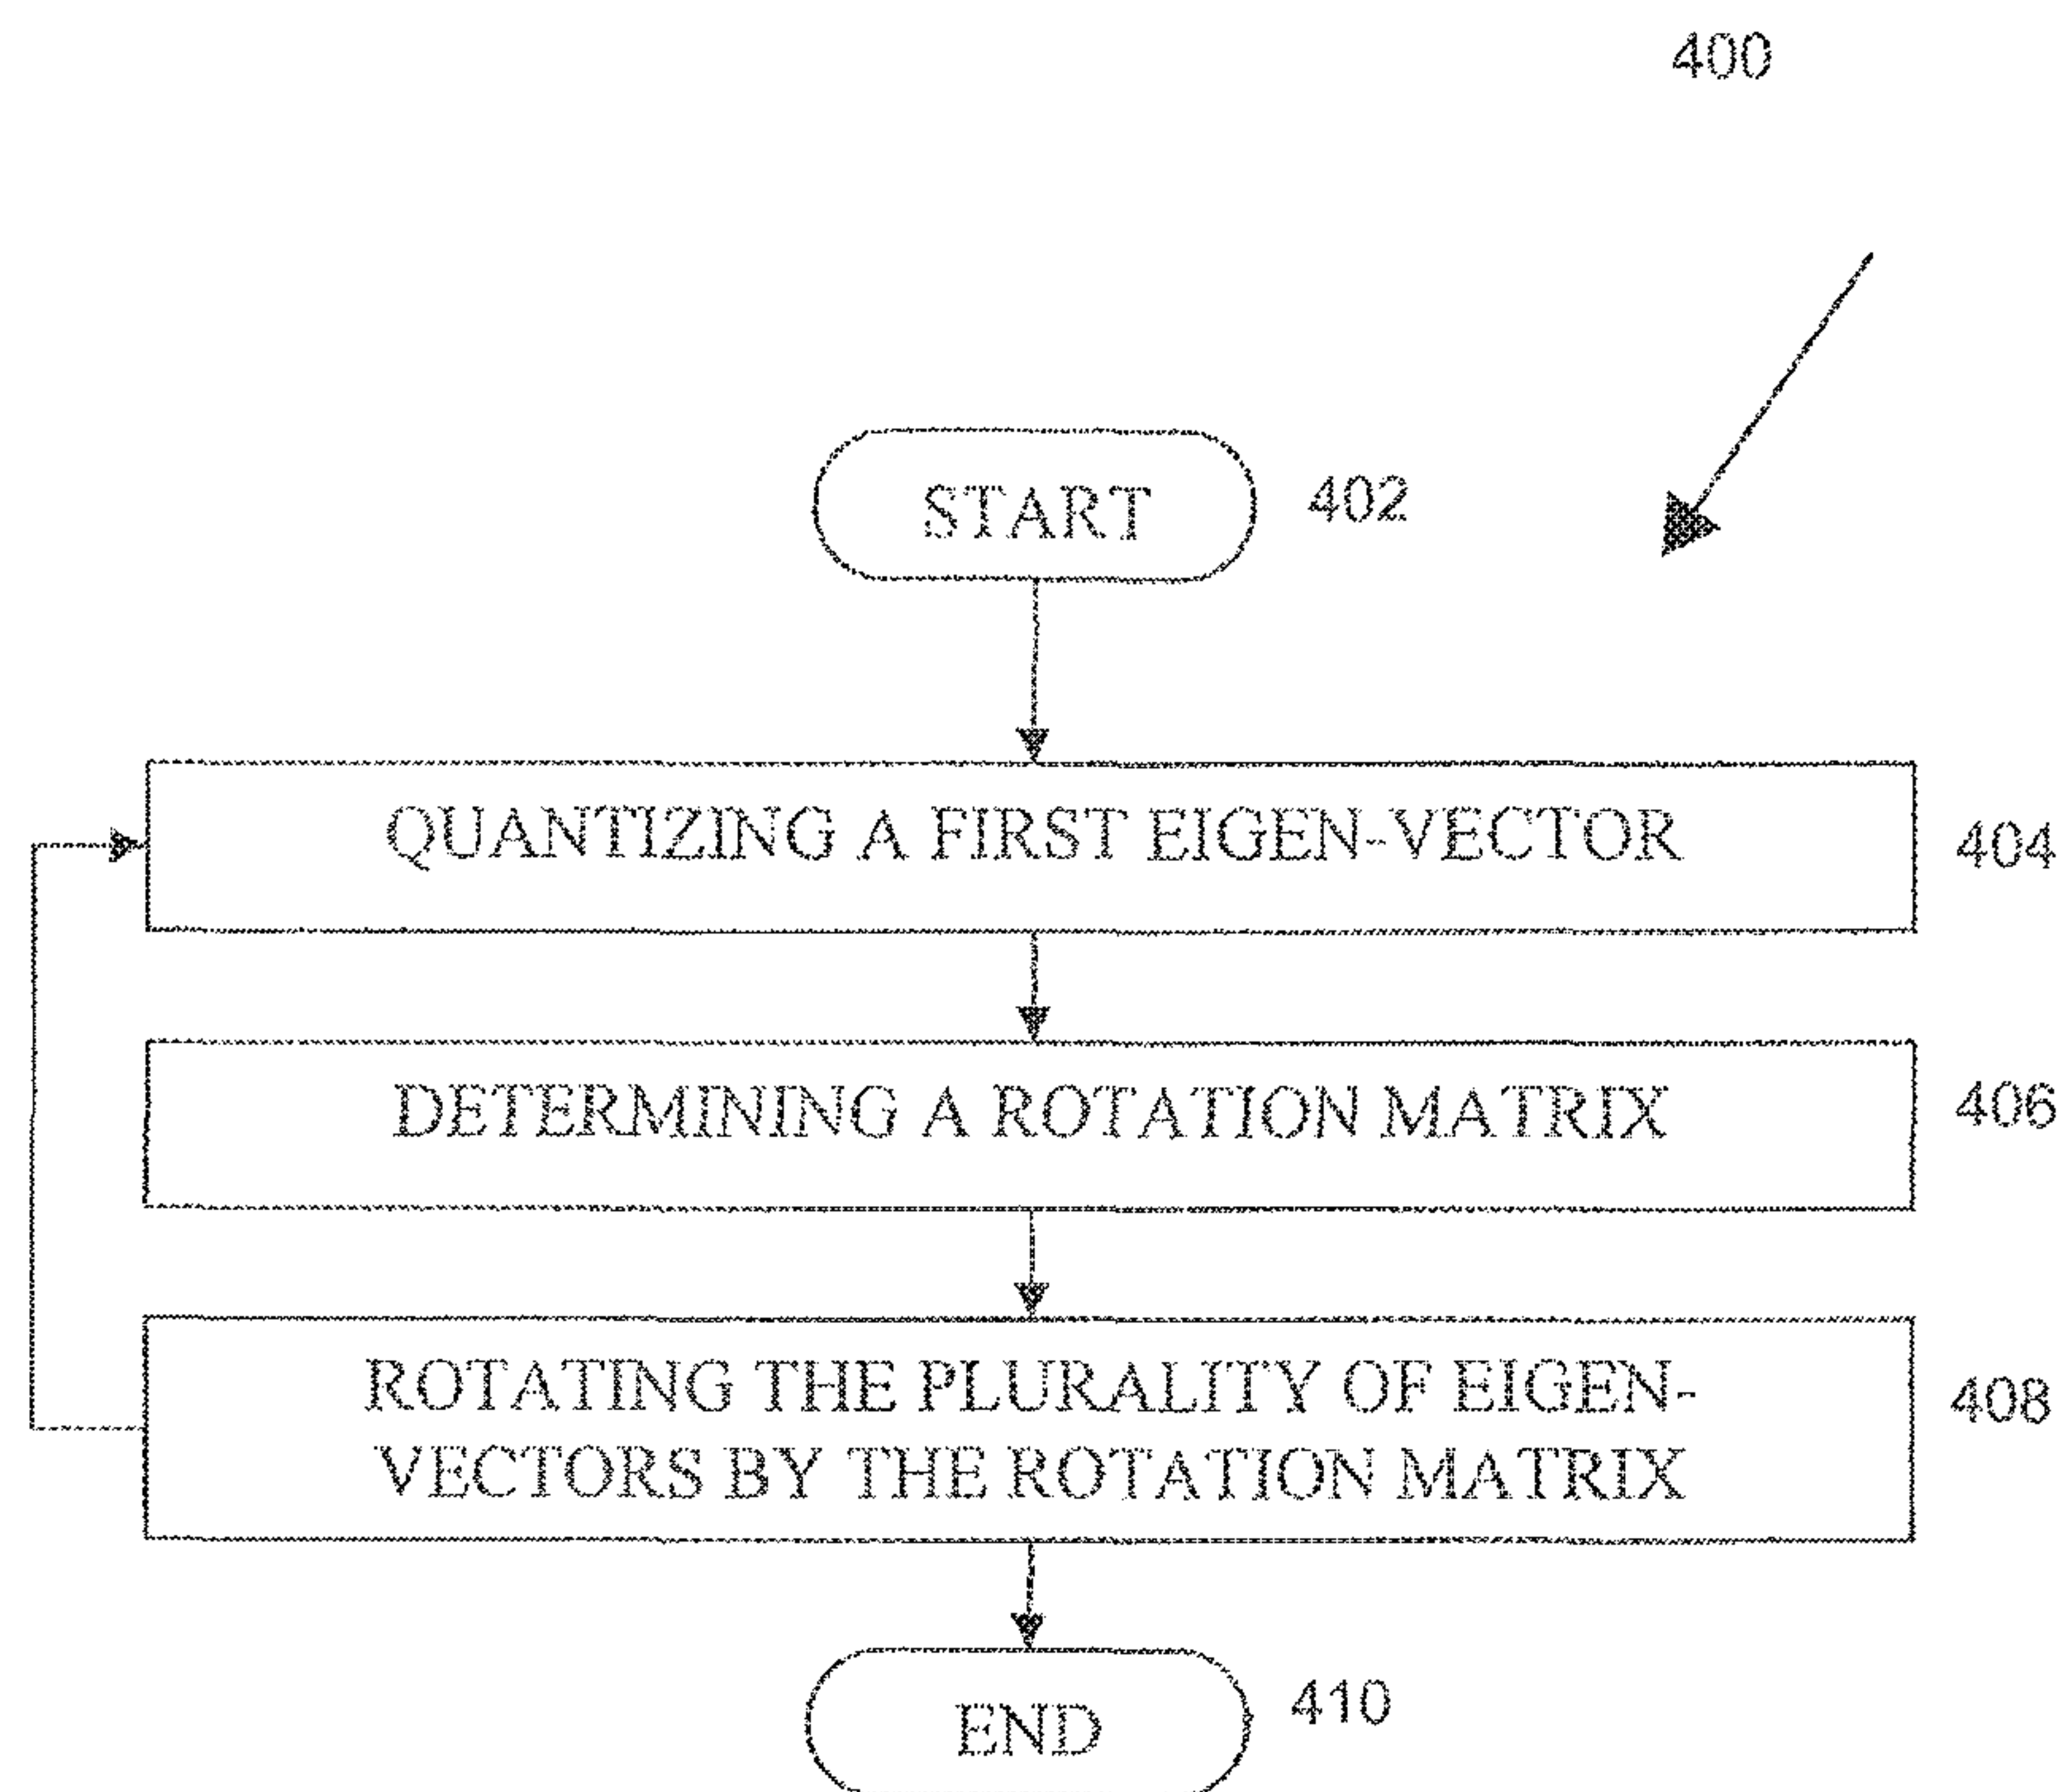 400
START
402
QUANTIZING A FIRST EIGEN-VECTOR
404
DETERMINING A ROTATION MATRIX
406
ROTATING THE PLURALITY OF EIGEN-
VECTORS BY THE ROTATION MATRIX
408
END
410